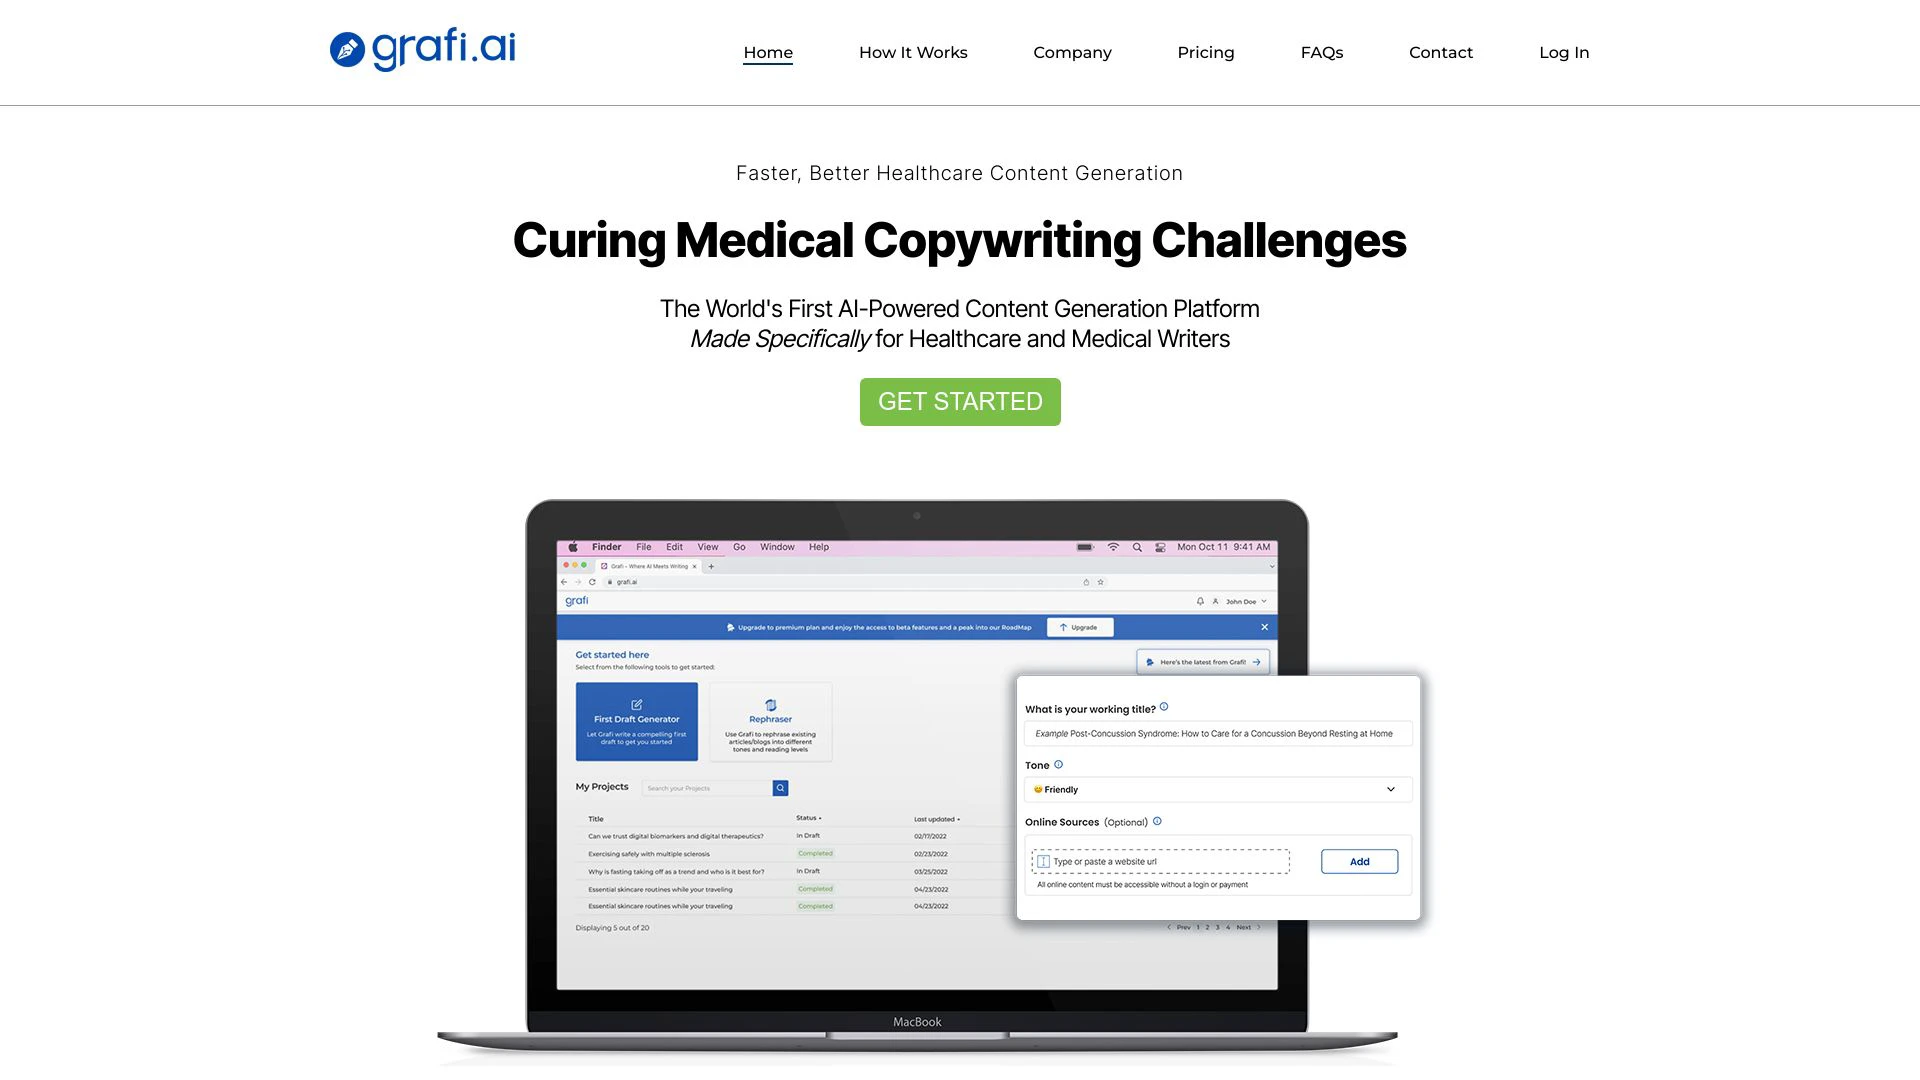 grafi.ai
Home
How It Works
Company
Pricing
FAQs
Contact
Log In
Faster, Better Healthcare Content Generation
Curing Medical Copywriting Challenges
The World's First AI-Powered Content Generation Platform
Made Specifically for Healthcare and Medical Writers
GET STARTED
Finder File Edit View Go Window Help
Mon Oct 11 9:41 AM
Grafi - Where AI Meets Writing
grafi.ai
grafi
John Doe
Upgrade to premium plan and enjoy the access to beta features and a peak into our RoadMap
Upgrade
Get started here
Select from the following tools to get started:
Here's the latest from Grafi!
First Draft Generator
Let Grafi write a compelling first
draft to get you started
Rephraser
Use Grafi to rephrase existing
articles/blogs into different
tones and reading levels
My Projects
Search your Projects
Title Status Last updated
Can we trust digital biomarkers and digital therapeutics? In Draft 02/17/2022
Exercising safely with multiple sclerosis Completed 02/23/2022
Why is fasting taking off as a trend and who is it best for? In Draft 03/25/2022
Essential skincare routines while your traveling Completed 04/23/2022
Essential skincare routines while your traveling Completed 04/23/2022
Displaying 5 out of 20
Prev 1 2 3 4 Next
What is your working title?
Example Post-Concussion Syndrome: How to Care for a Concussion Beyond Resting at Home
Tone
Friendly
Online Sources (Optional)
Type or paste a website url
Add
All online content must be accessible without a login or payment
MacBook